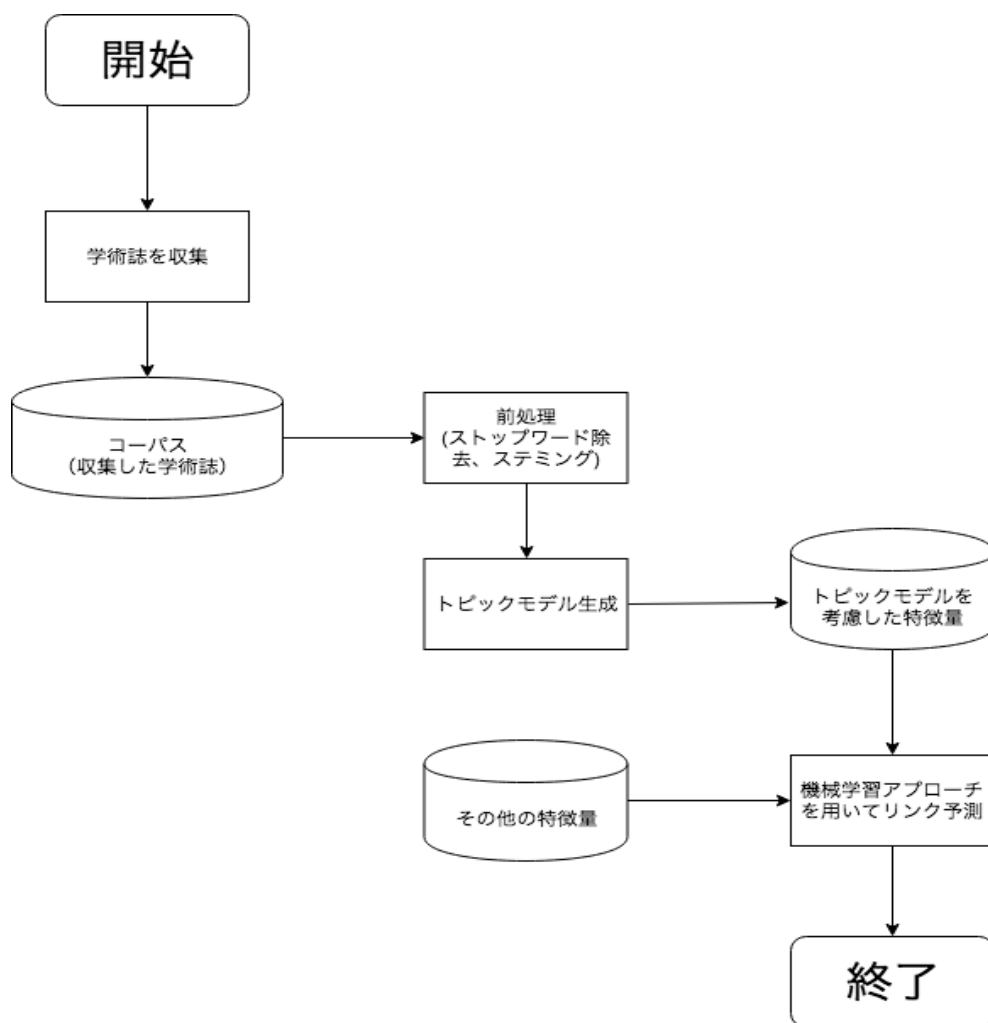 開始
学術誌を収集
コーパス
（収集した学術誌）
前処理
(ストップワード除
去、ステミング)
トピックモデル生成
トピックモデルを
考慮した特徴量
その他の特徴量
機械学習アプローチ
を用いてリンク予測
終了